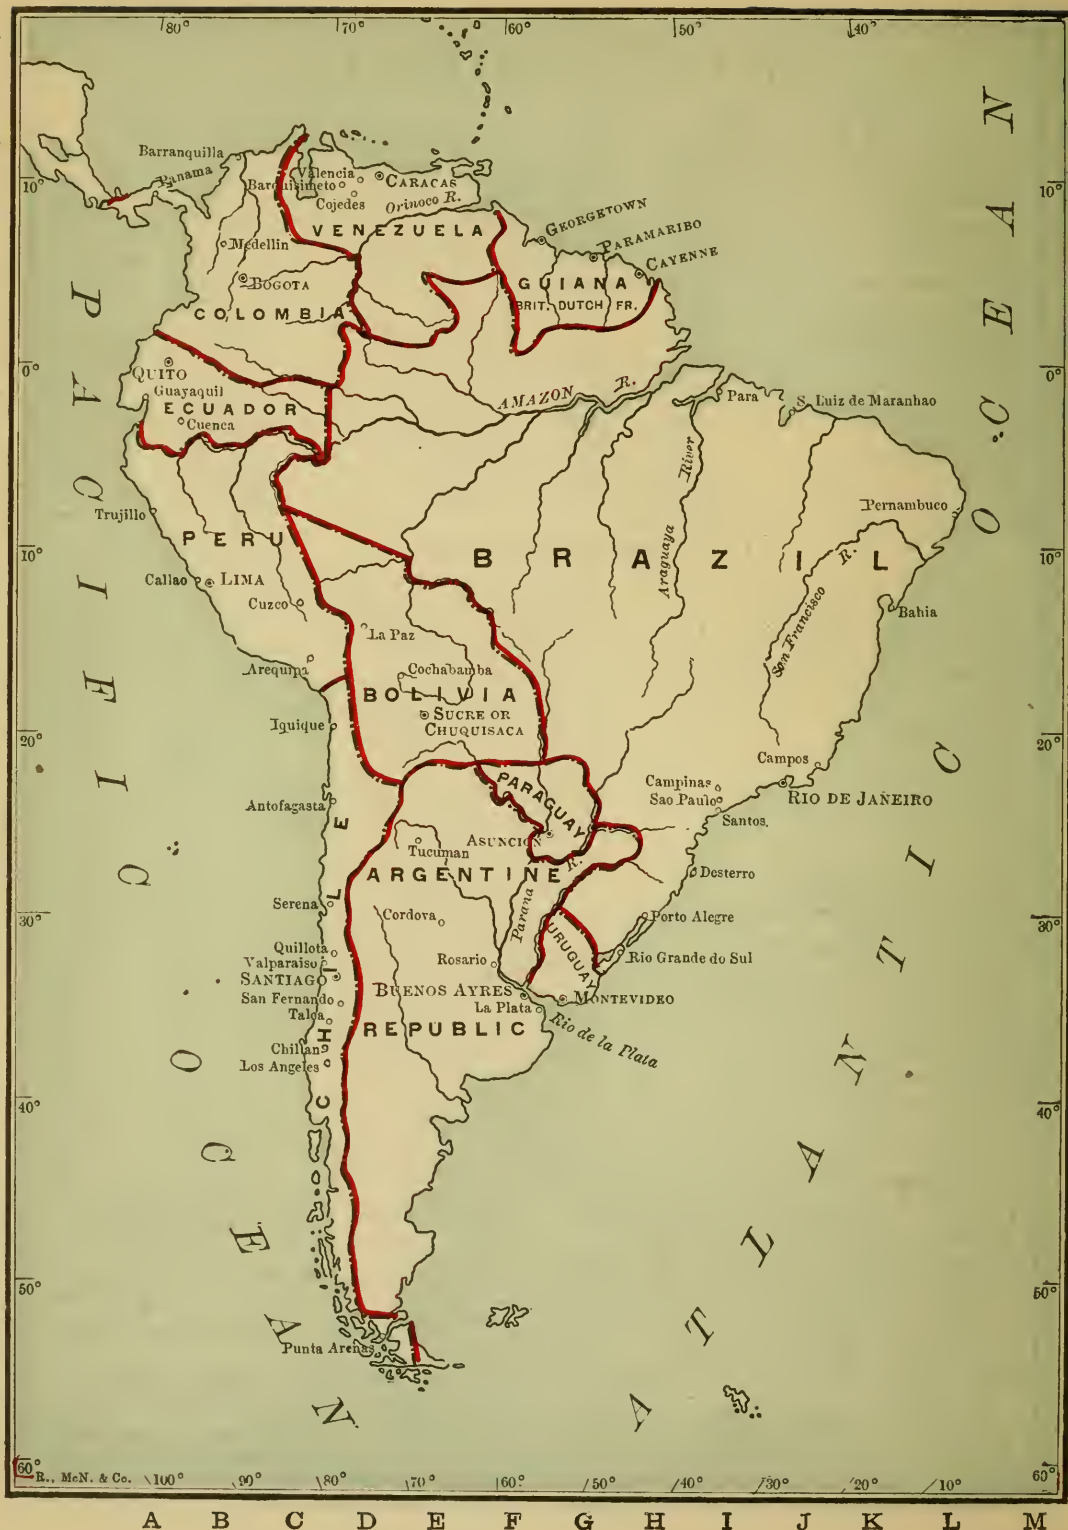 80° 70° 60° 50° 40°
PACIFIC OCEAN
ATLANTIC OCEAN
10° 10°
Barranquilla
Panama
Valencia
Barquisimeto
CARACAS
Cojedes
Orinoco R.
VENEZUELA
GEORGETOWN
PARAMARIBO
CAYENNE
Medellin
BOGOTA
COLOMBIA
GUIANA
BRIT. DUTCH FR.
0° 0°
QUITO
Guayaquil
ECUADOR
Cuenca
AMAZON R.
Para
S. Luiz de Maranhao
River
Araguaya
Trujillo
PERU
Pernambuco
10° 10°
BRAZIL
San Francisco R.
Callao
LIMA
Cuzco
Bahia
La Paz
Arequipa
Cochabamba
BOLIVIA
SUCRE OR
CHUQUISACA
Iquique
20° 20°
Campos
PARAGUAY
Campinas
Sao Paulo
RIO DE JAÑEIRO
Antofagasta
Santos.
ASUNCION
Tucuman
ARGENTINE
Parana R.
Desterro
CHILE
Serena
30° 30°
Cordova
Porto Alegre
URUGUAY
Quillota
Valparaiso
SANTIAGO
Rosario
Rio Grande do Sul
San Fernando
BUENOS AYRES
La Plata
MONTEVIDEO
Talca
REPUBLIC
Rio de la Plata
Chillan
Los Angeles
40° 40°
50° 50°
Punta Arenas
60° 60°
R., McN. & Co. 100° 90° 80° 70° 60° 50° 40° 30° 20° 10°
A B C D E F G H I J K L M